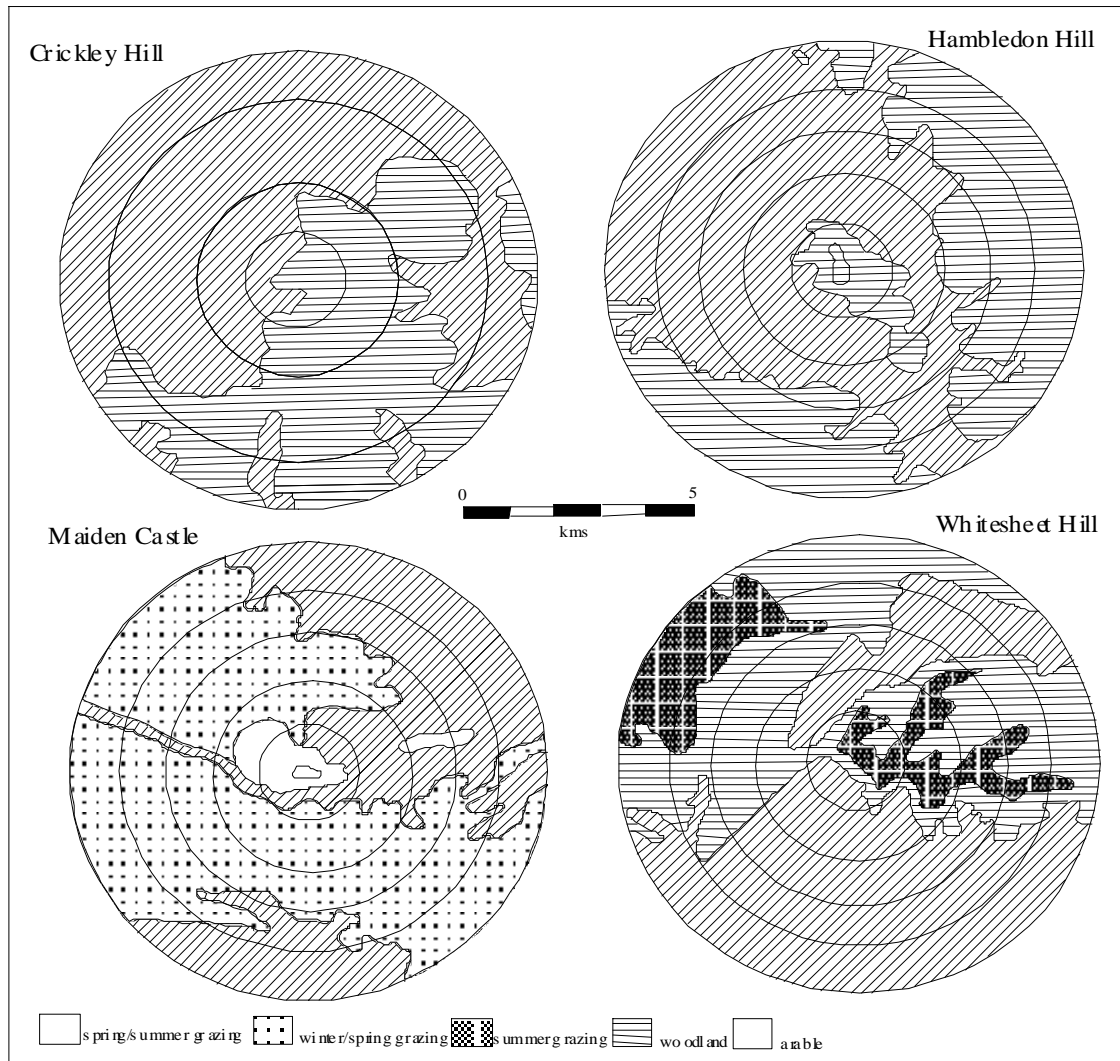 Crickley Hill
Hambledon Hill
0 5
kms
Maiden Castle
Whitesheet Hill
spring/summer grazing winter/spring grazing summer grazing woodland arable